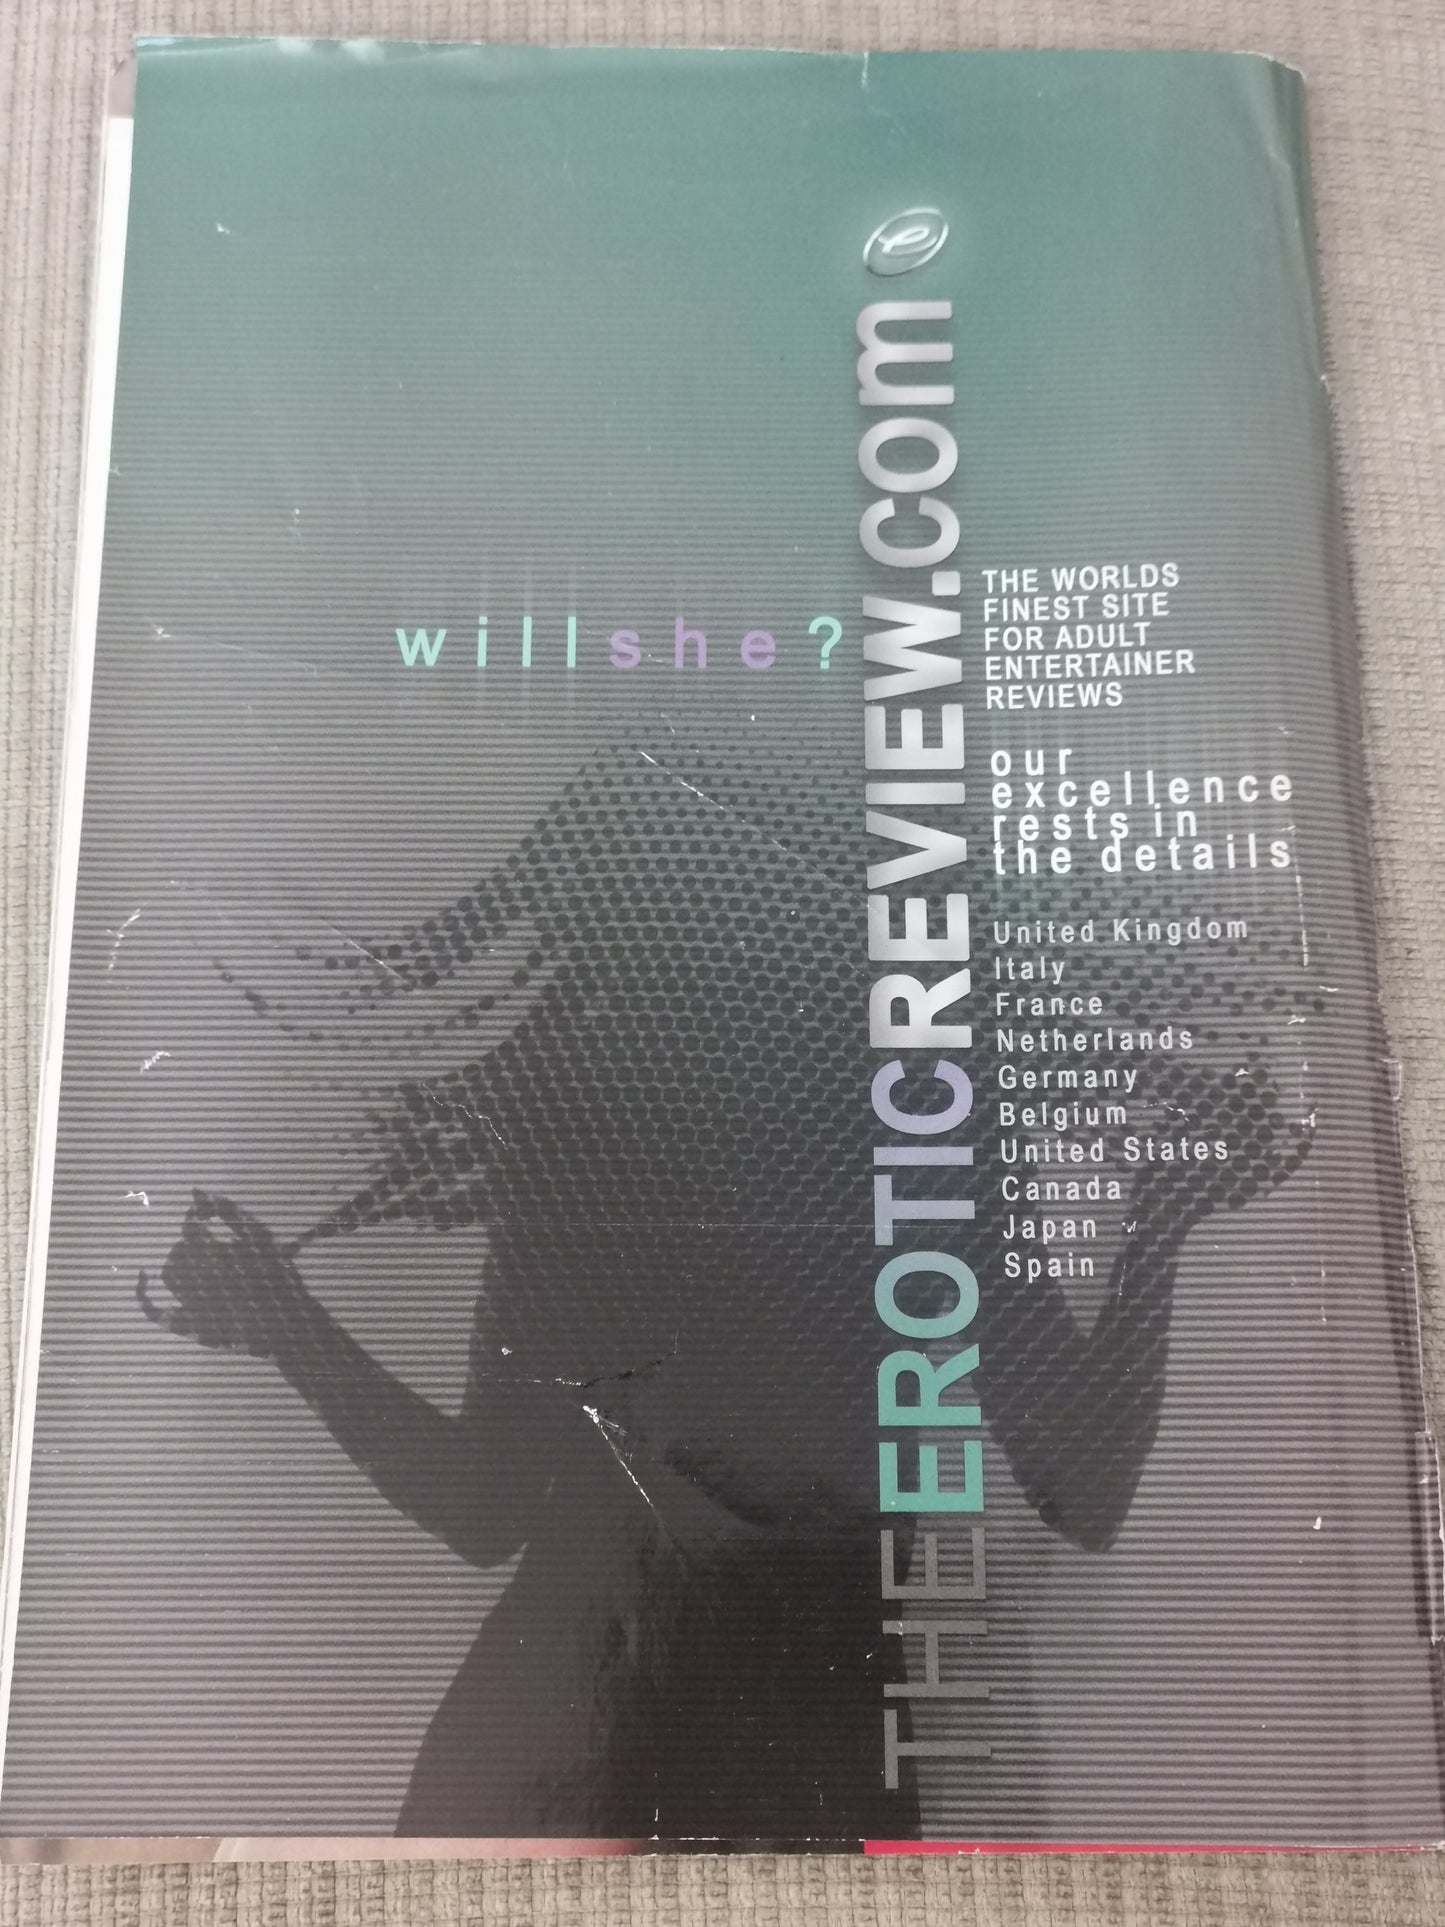 e
THEEROTICREVIEW.com
willshe?
THE WORLDS
FINEST SITE
FOR ADULT
ENTERTAINER
REVIEWS
our
excellence
rests in
the details
United Kingdom
Italy
France
Netherlands
Germany
Belgium
United States
Canada
Japan
Spain